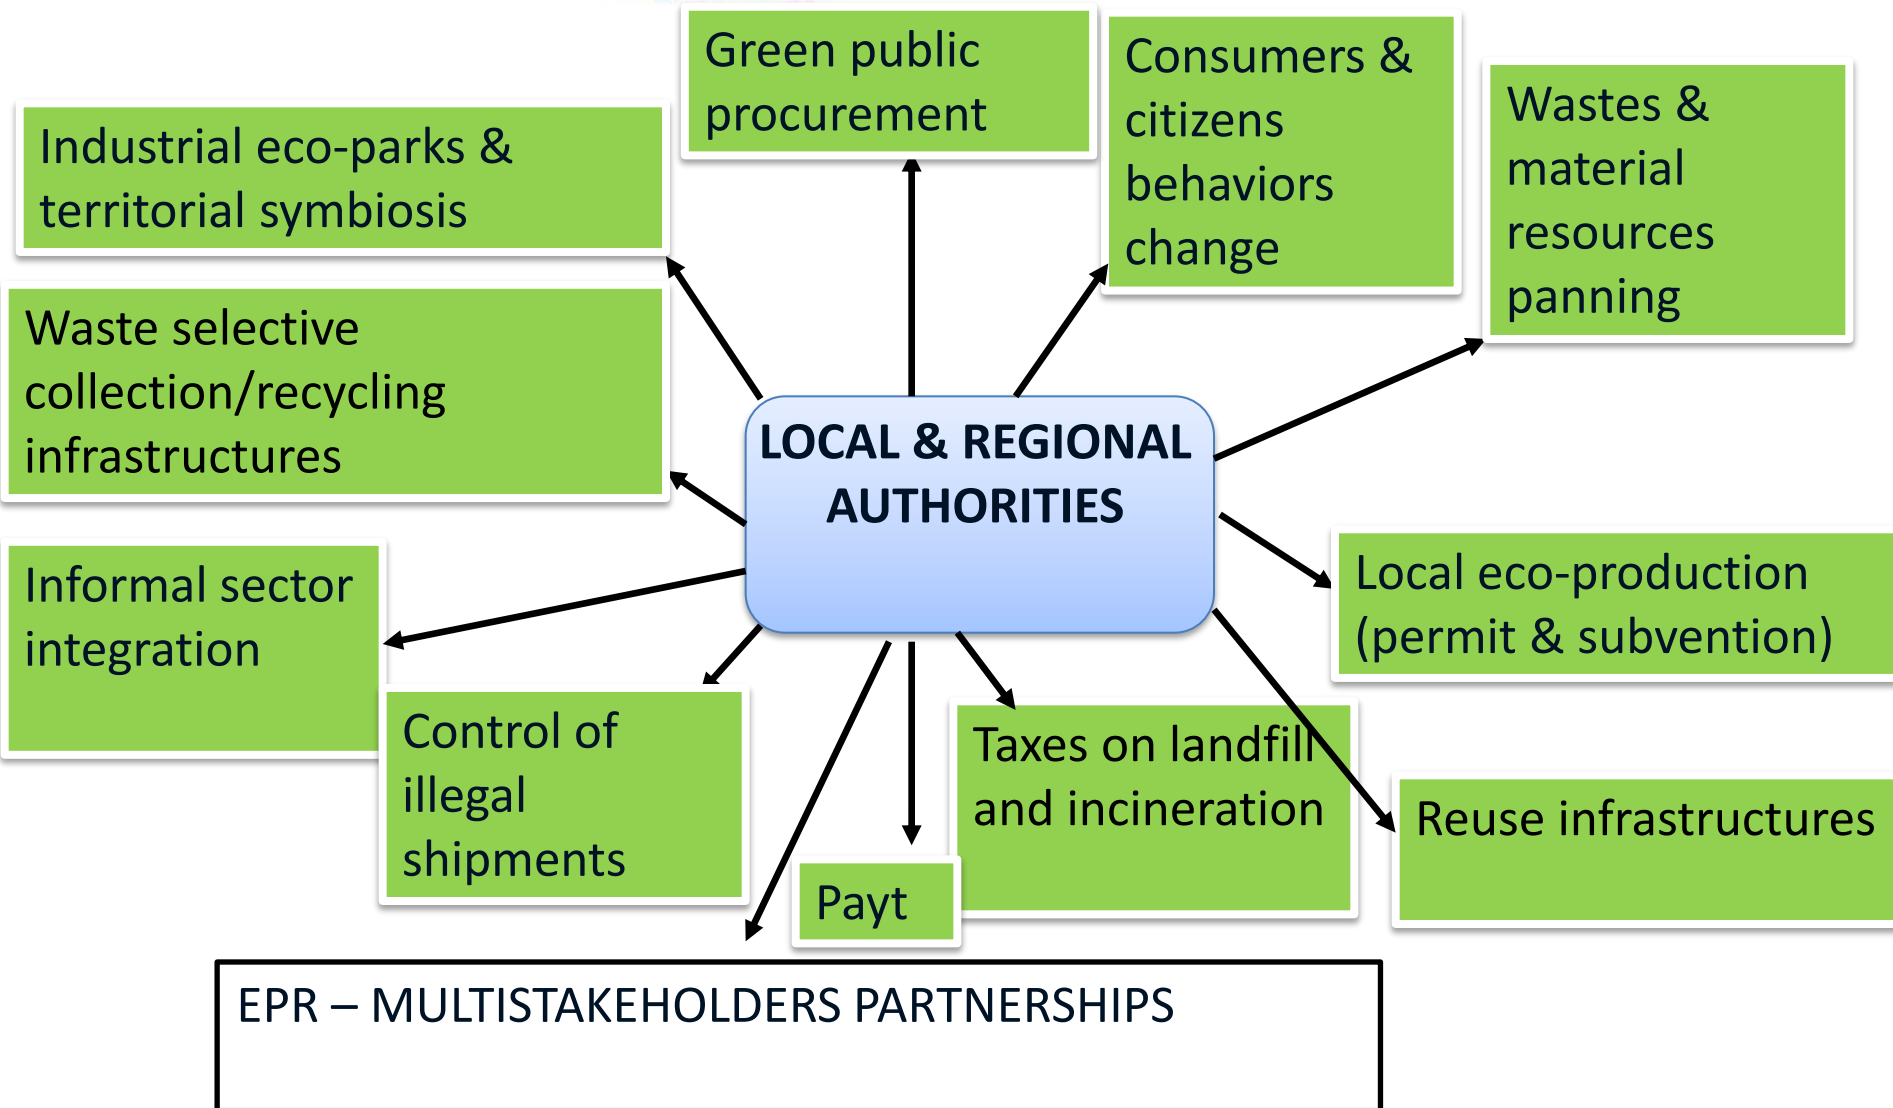 Green public
procurement
Consumers &
citizens
behaviors
change
Wastes &
material
resources
panning
Industrial eco-parks &
territorial symbiosis
Waste selective
collection/recycling
infrastructures
LOCAL & REGIONAL
AUTHORITIES
Informal sector
integration
Local eco-production
(permit & subvention)
Control of
illegal
shipments
Taxes on landfill
and incineration
Reuse infrastructures
Payt
EPR – MULTISTAKEHOLDERS PARTNERSHIPS